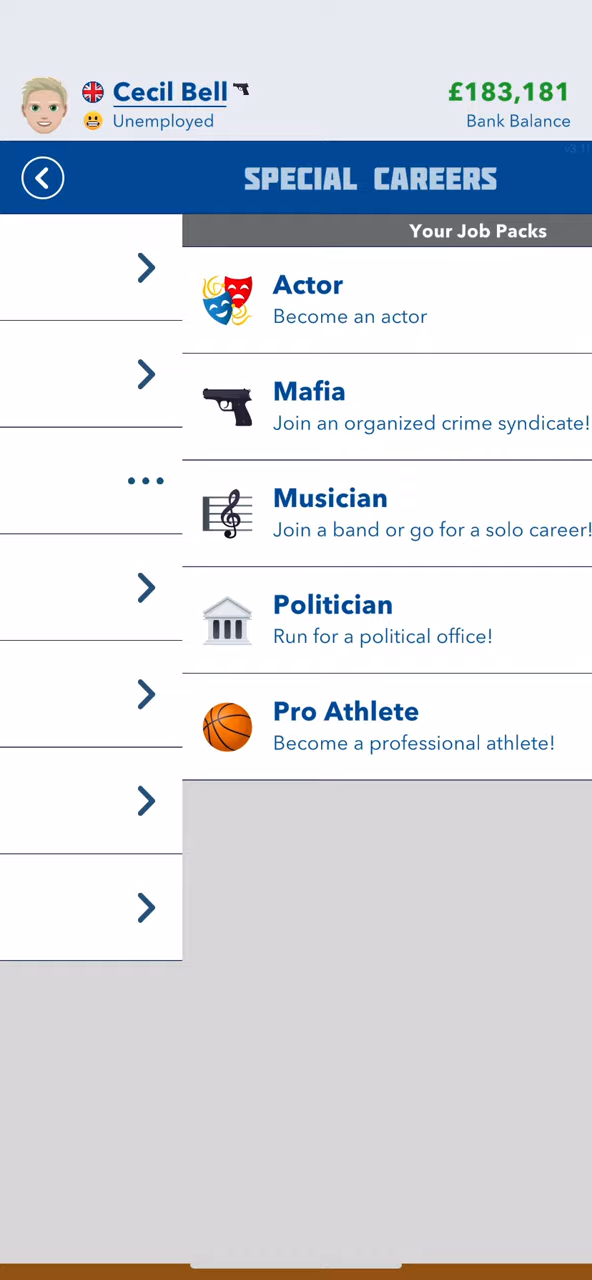 Cecil Bell
£183,181
Unemployed
Bank Balance
v3.11
SPECIAL CAREERS
Your Job Packs
Actor
Become an actor
Mafia
Join an organized crime syndicate!
Musician
Join a band or go for a solo career!
Politician
Run for a political office!
Pro Athlete
Become a professional athlete!